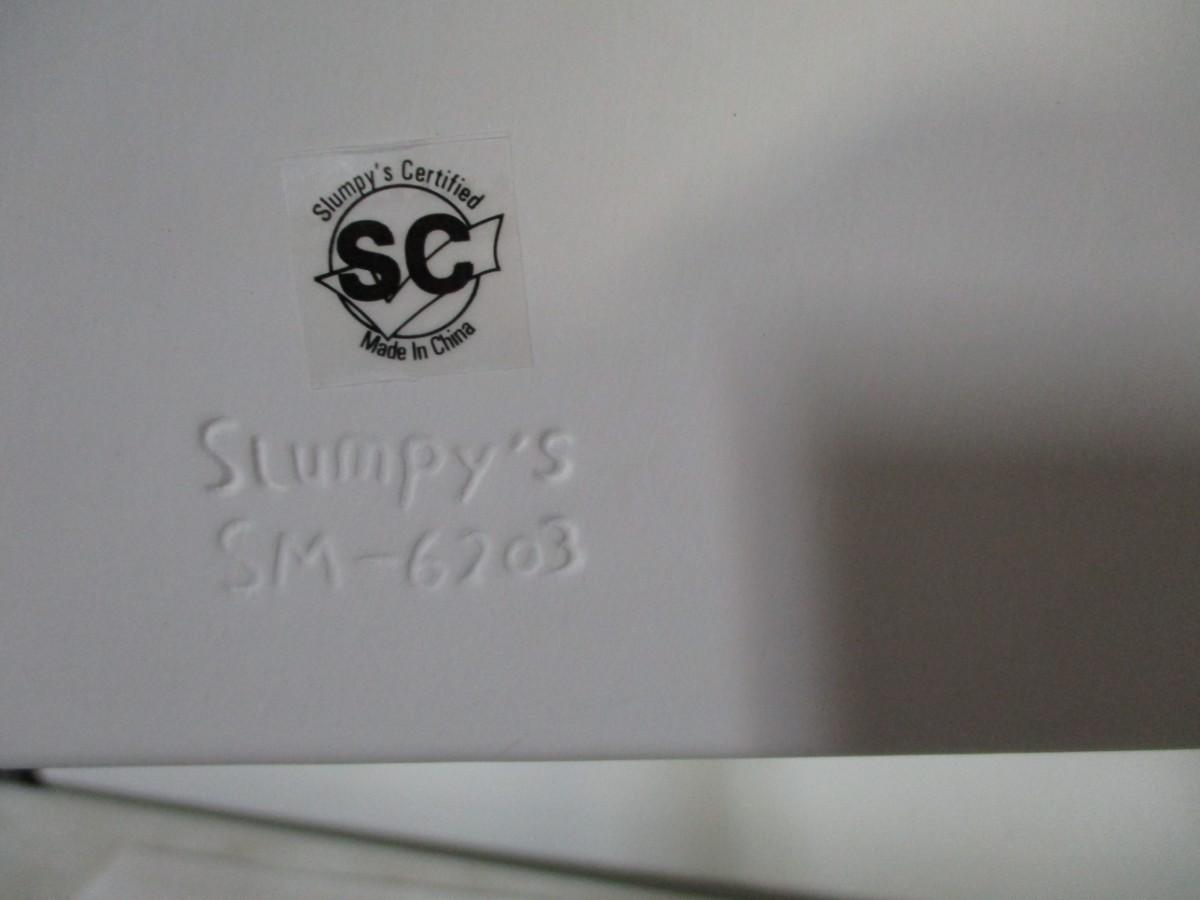 Slumpy's Certified
SC
Made In China
Slumpy's
SM-6203